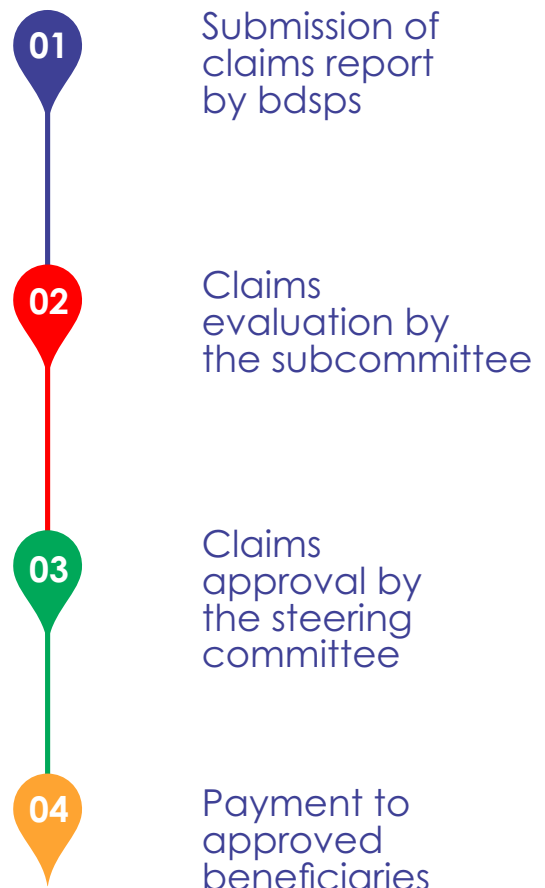 01
Submission of
claims report
by bdsps
02
Claims
evaluation by
the subcommittee
03
Claims
approval by
the steering
committee
04
Payment to
approved
beneficiaries